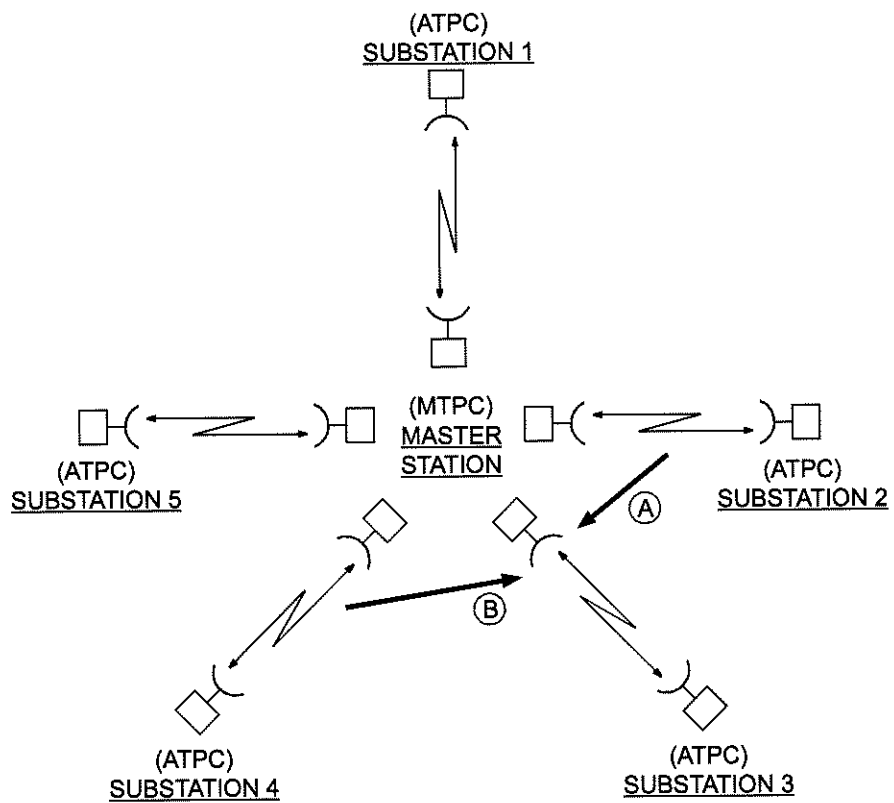 (ATPC)
SUBSTATION 1
(MTPC)
MASTER
STATION
(ATPC)
SUBSTATION 5
(ATPC)
SUBSTATION 2
A
B
(ATPC)
SUBSTATION 4
(ATPC)
SUBSTATION 3